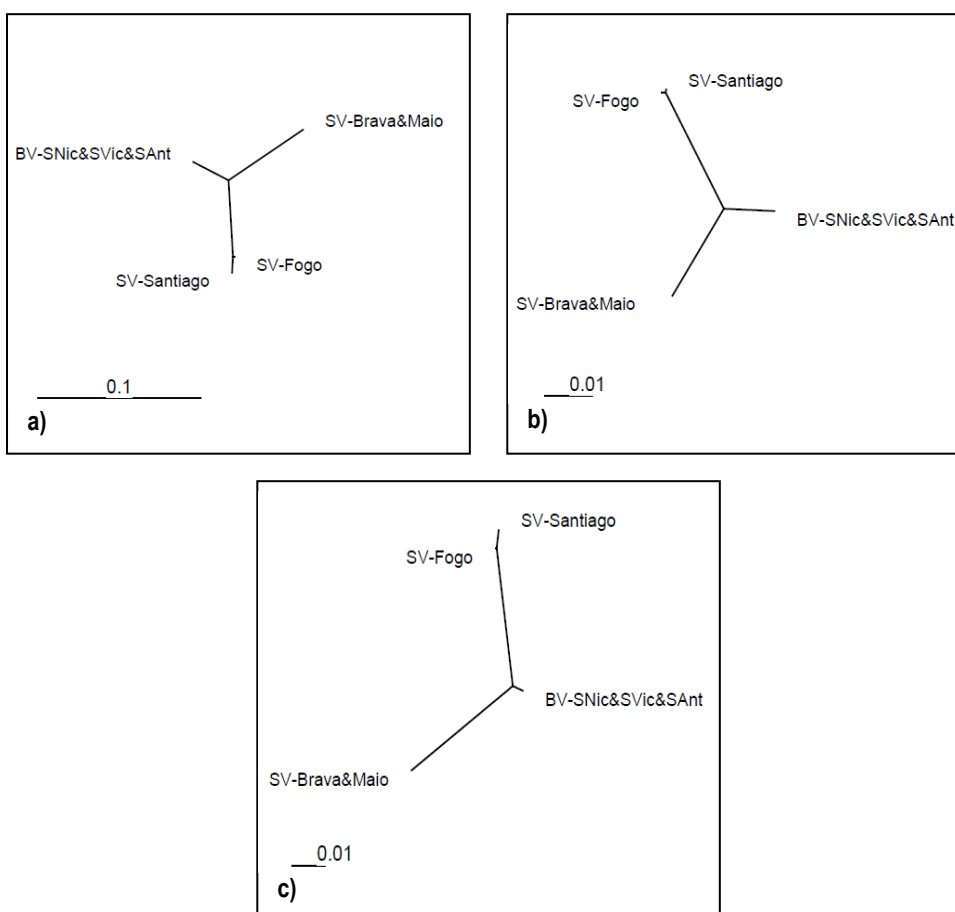 SV-Brava&Maio
BV-SNic&SVic&SAnt
SV-Santiago
SV-Fogo
0.1
a)
SV-Santiago
SV-Fogo
BV-SNic&SVic&SAnt
SV-Brava&Maio
0.01
b)
SV-Santiago
SV-Fogo
BV-SNic&SVic&SAnt
SV-Brava&Maio
0.01
c)